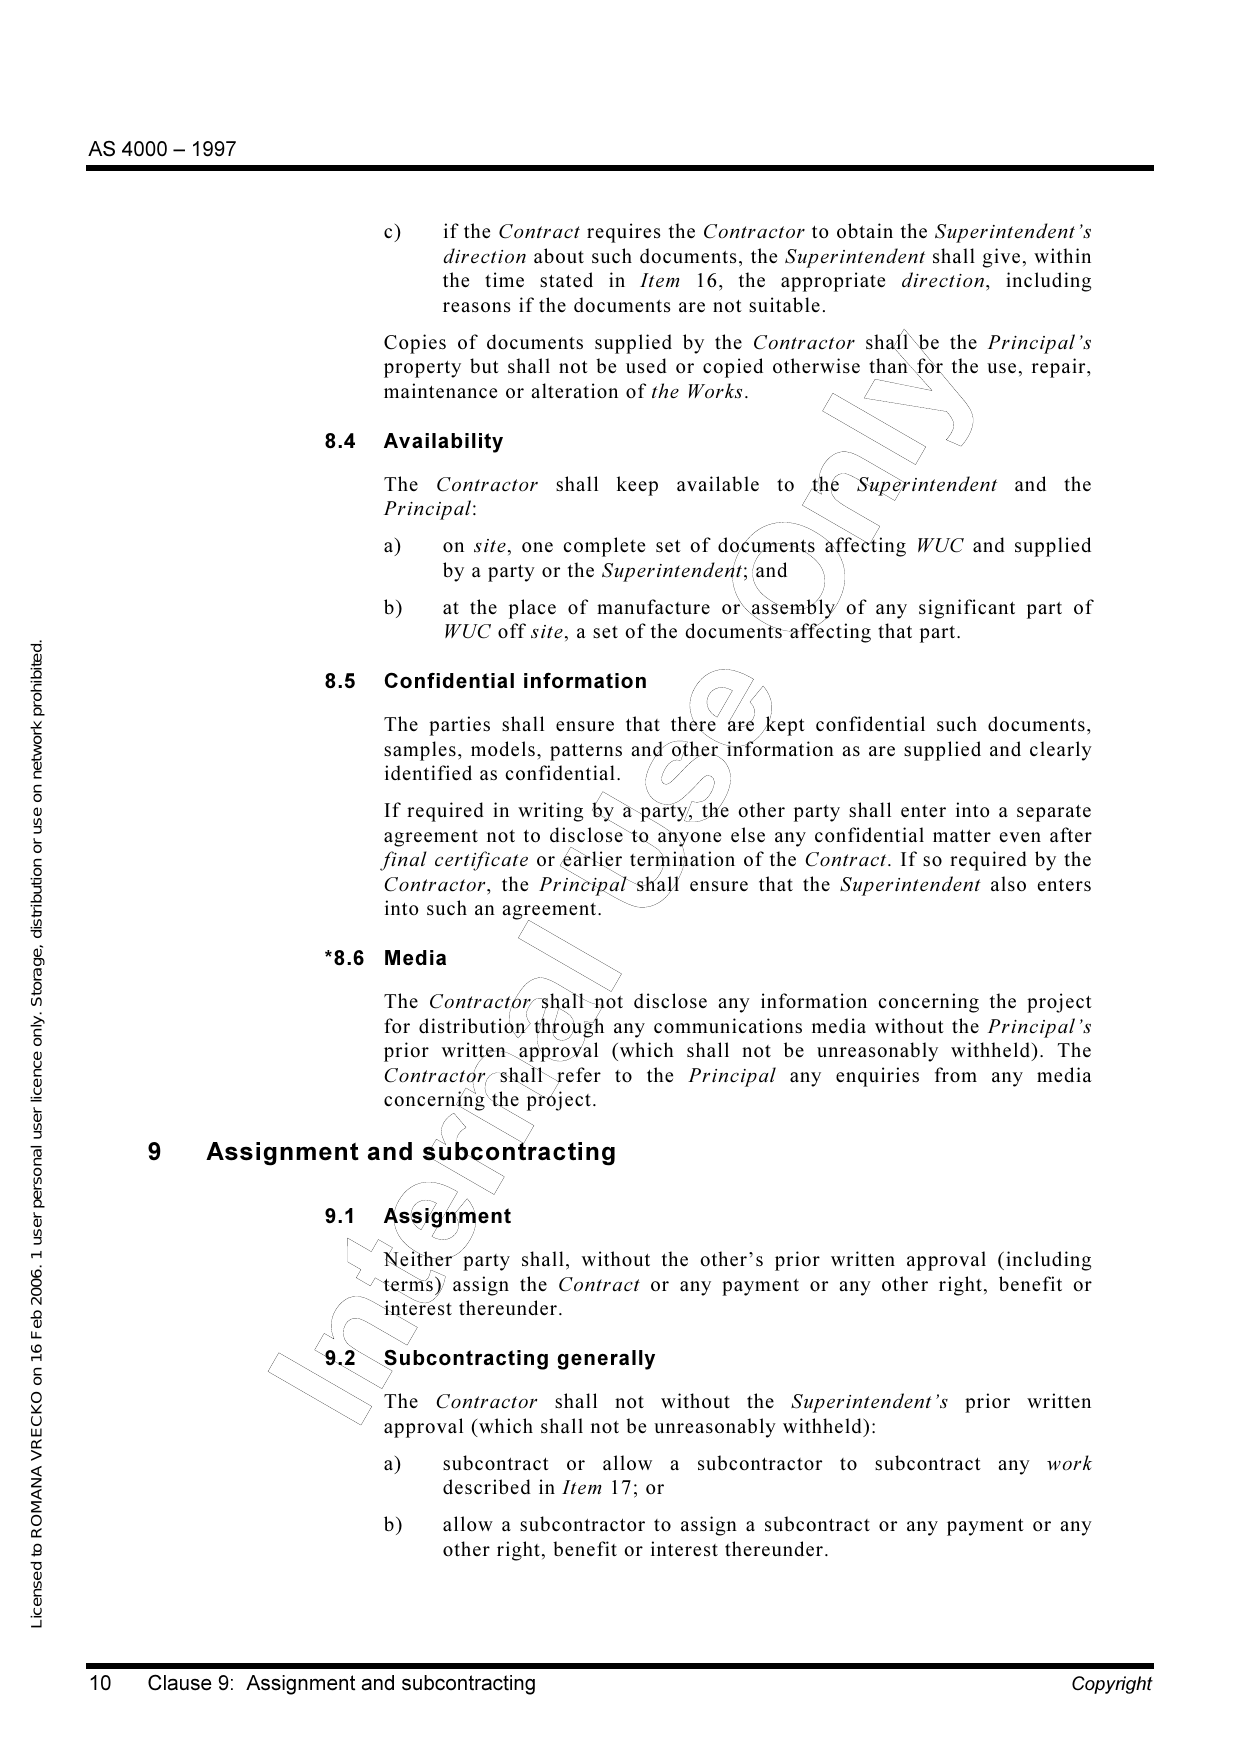 AS 4000 – 1997
c) if the Contract requires the Contractor to obtain the Superintendent’s
direction about such documents, the Superintendent shall give, within
the time stated in Item 16, the appropriate direction, including
reasons if the documents are not suitable.
Copies of documents supplied by the Contractor shall be the Principal’s
property but shall not be used or copied otherwise than for the use, repair,
maintenance or alteration of the Works.
8.4 Availability
The Contractor shall keep available to the Superintendent and the
Principal:
a) on site, one complete set of documents affecting WUC and supplied
by a party or the Superintendent; and
b) at the place of manufacture or assembly of any significant part of
WUC off site, a set of the documents affecting that part.
8.5 Confidential information
The parties shall ensure that there are kept confidential such documents,
samples, models, patterns and other information as are supplied and clearly
identified as confidential.
If required in writing by a party, the other party shall enter into a separate
agreement not to disclose to anyone else any confidential matter even after
final certificate or earlier termination of the Contract. If so required by the
Contractor, the Principal shall ensure that the Superintendent also enters
into such an agreement.
*8.6 Media
The Contractor shall not disclose any information concerning the project
for distribution through any communications media without the Principal’s
prior written approval (which shall not be unreasonably withheld). The
Contractor shall refer to the Principal any enquiries from any media
concerning the project.
9 Assignment and subcontracting
9.1 Assignment
Neither party shall, without the other’s prior written approval (including
terms) assign the Contract or any payment or any other right, benefit or
interest thereunder.
9.2 Subcontracting generally
The Contractor shall not without the Superintendent’s prior written
approval (which shall not be unreasonably withheld):
a) subcontract or allow a subcontractor to subcontract any work
described in Item 17; or
b) allow a subcontractor to assign a subcontract or any payment or any
other right, benefit or interest thereunder.
10 Clause 9: Assignment and subcontracting Copyright
Licensed to ROMANA VRECKO on 16 Feb 2006. 1 user personal user licence only. Storage, distribution or use on network prohibited.
Internal use Only